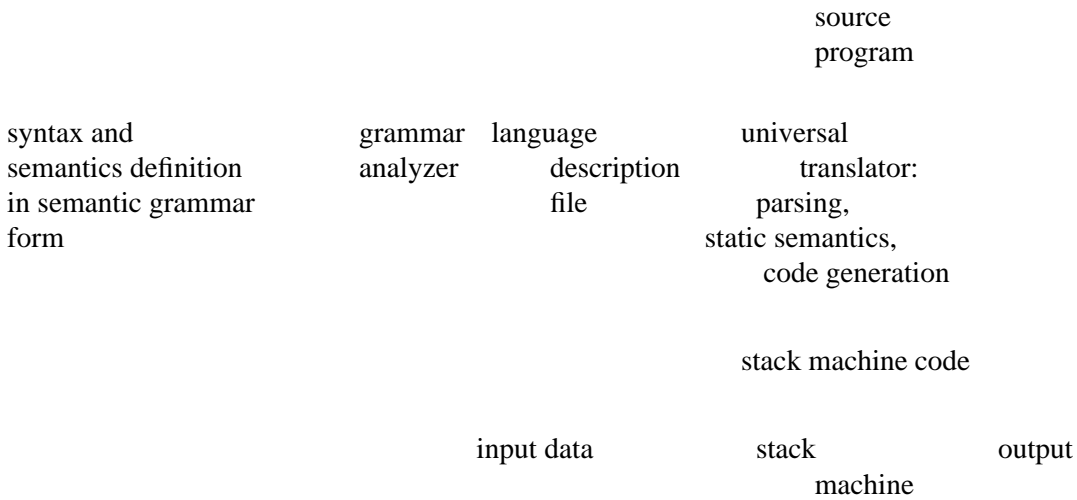 source
program
syntax and
semantics definition
in semantic grammar
form
grammar
analyzer
language
description
file
universal
translator:
parsing,
static semantics,
code generation
stack machine code
input data
stack
machine
output